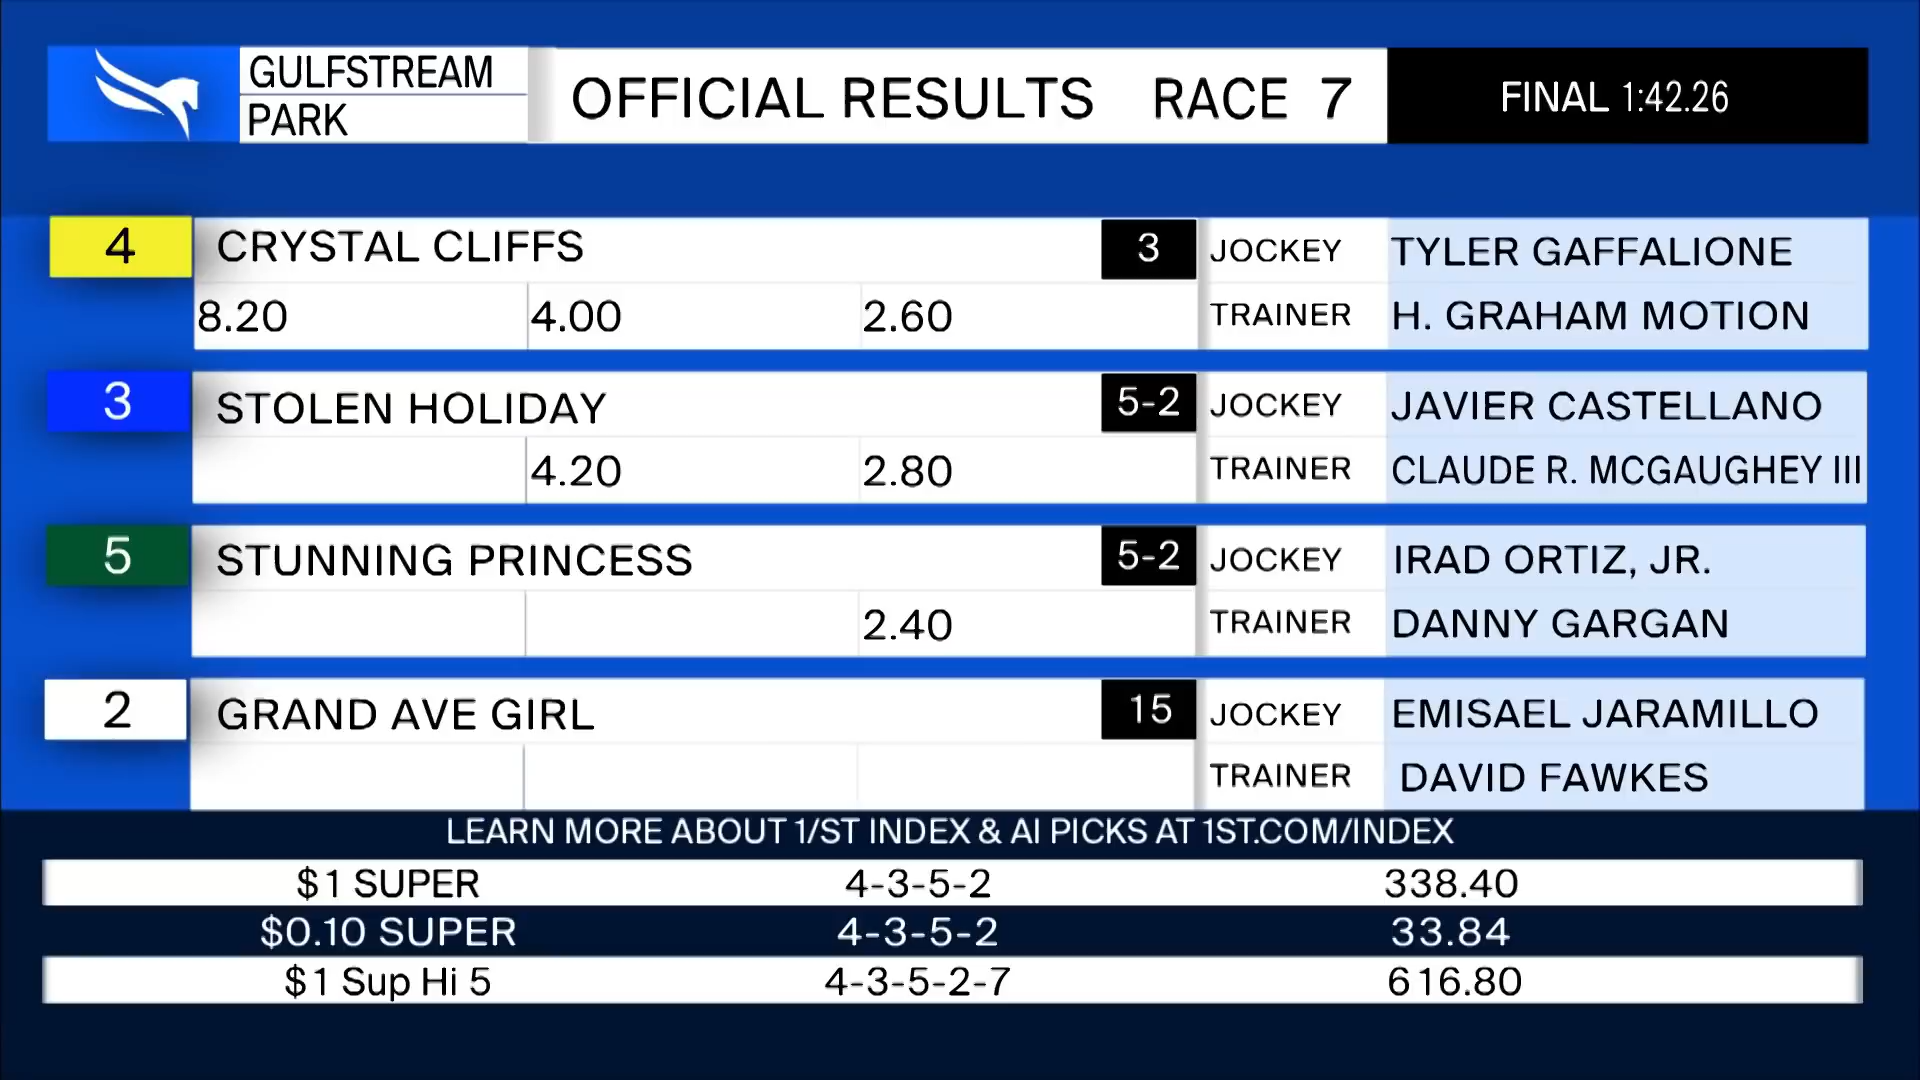 GULFSTREAM
PARK
OFFICIAL RESULTS RACE 7
FINAL 1:42.26
4 CRYSTAL CLIFFS 3 JOCKEY TYLER GAFFALIONE
8.20 4.00 2.60 TRAINER H. GRAHAM MOTION
3 STOLEN HOLIDAY 5-2 JOCKEY JAVIER CASTELLANO
4.20 2.80 TRAINER CLAUDE R. MCGAUGHEY III
5 STUNNING PRINCESS 5-2 JOCKEY IRAD ORTIZ, JR.
2.40 TRAINER DANNY GARGAN
2 GRAND AVE GIRL 15 JOCKEY EMISAEL JARAMILLO
TRAINER DAVID FAWKES
LEARN MORE ABOUT 1/ST INDEX & AI PICKS AT 1ST.COM/INDEX
$1 SUPER 4-3-5-2 338.40
$0.10 SUPER 4-3-5-2 33.84
$1 Sup Hi 5 4-3-5-2-7 616.80